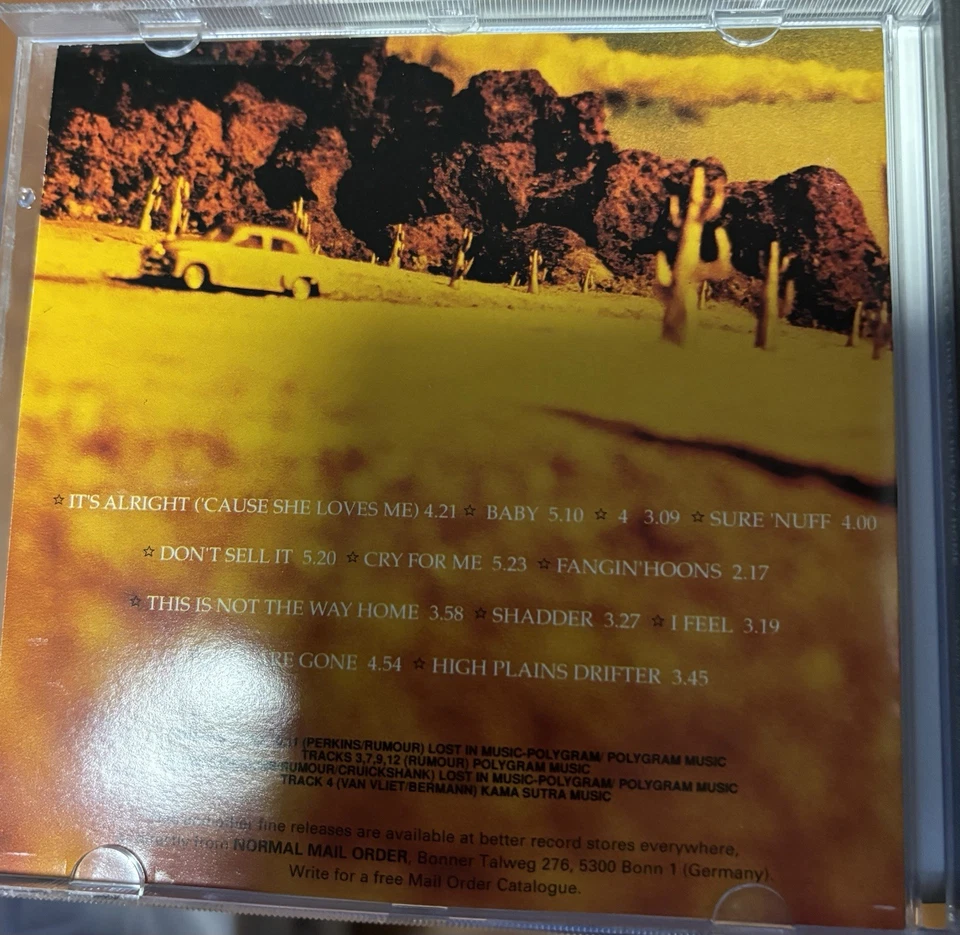 ☆ IT'S ALRIGHT ('CAUSE SHE LOVES ME) 4.21 ☆ BABY 5.10 ☆ 4 3.09 ☆ SURE 'NUFF 4.00
☆ DON'T SELL IT 5.20 ☆ CRY FOR ME 5.23 ☆ FANGIN'HOONS 2.17
☆ THIS IS NOT THE WAY HOME 3.58 ☆ SHADDER 3.27 ☆ I FEEL 3.19
GONE 4.54 ☆ HIGH PLAINS DRIFTER 3.45
(PERKINS/RUMOUR) LOST IN MUSIC-POLYGRAM/ POLYGRAM MUSIC
TRACKS 3,7,9,12 (RUMOUR) POLYGRAM MUSIC
RUMOUR/CRUICKSHANK) LOST IN MUSIC-POLYGRAM/ POLYGRAM MUSIC
TRACK 4 (VAN VLIET/BERMANN) KAMA SUTRA MUSIC
fine releases are available at better record stores everywhere,
from NORMAL MAIL ORDER, Bonner Talweg 276, 5300 Bonn 1 (Germany).
Write for a free Mail Order Catalogue.